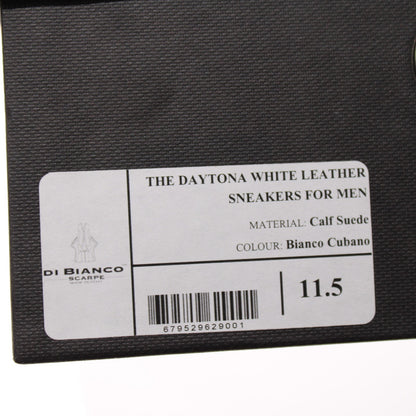 THE DAYTONA WHITE LEATHER
SNEAKERS FOR MEN
MATERIAL: Calf Suede
COLOUR: Bianco Cubano
DI BIANCO
SCARPE
11.5
679529629001